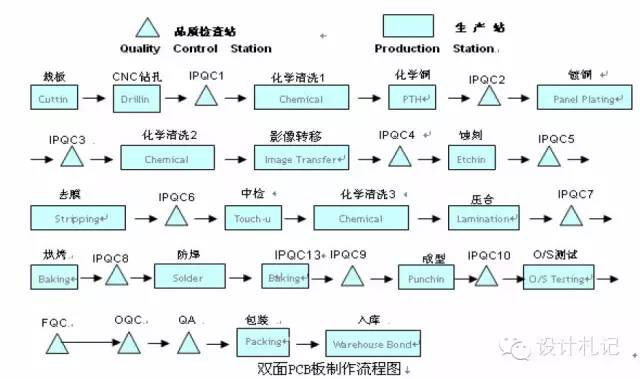 品质检查站 生产站
Quality Control Station Production Station
裁板 CNC钻孔 IPQC1 化学清洗1 化学铜 IPQC2 镀铜
Cuttin Drillin Chemical PTH Panel Plating
IPQC3 化学清洗2 影像转移 IPQC4 蚀刻 IPQC5
Chemical Image Transfer Etchin
去膜 IPQC6 中检 化学清洗3 压合 IPQC7
Stripping Touch-u Chemical Lamination
烘烤 IPQC8 防焊 IPQC13 IPQC9 成型 IPQC10 O/S测试
Baking Solder Baking Punchin O/S Testing
FQC OQC QA 包装 入库
Packing Warehouse Bond
双面PCB板制作流程图
设计札记